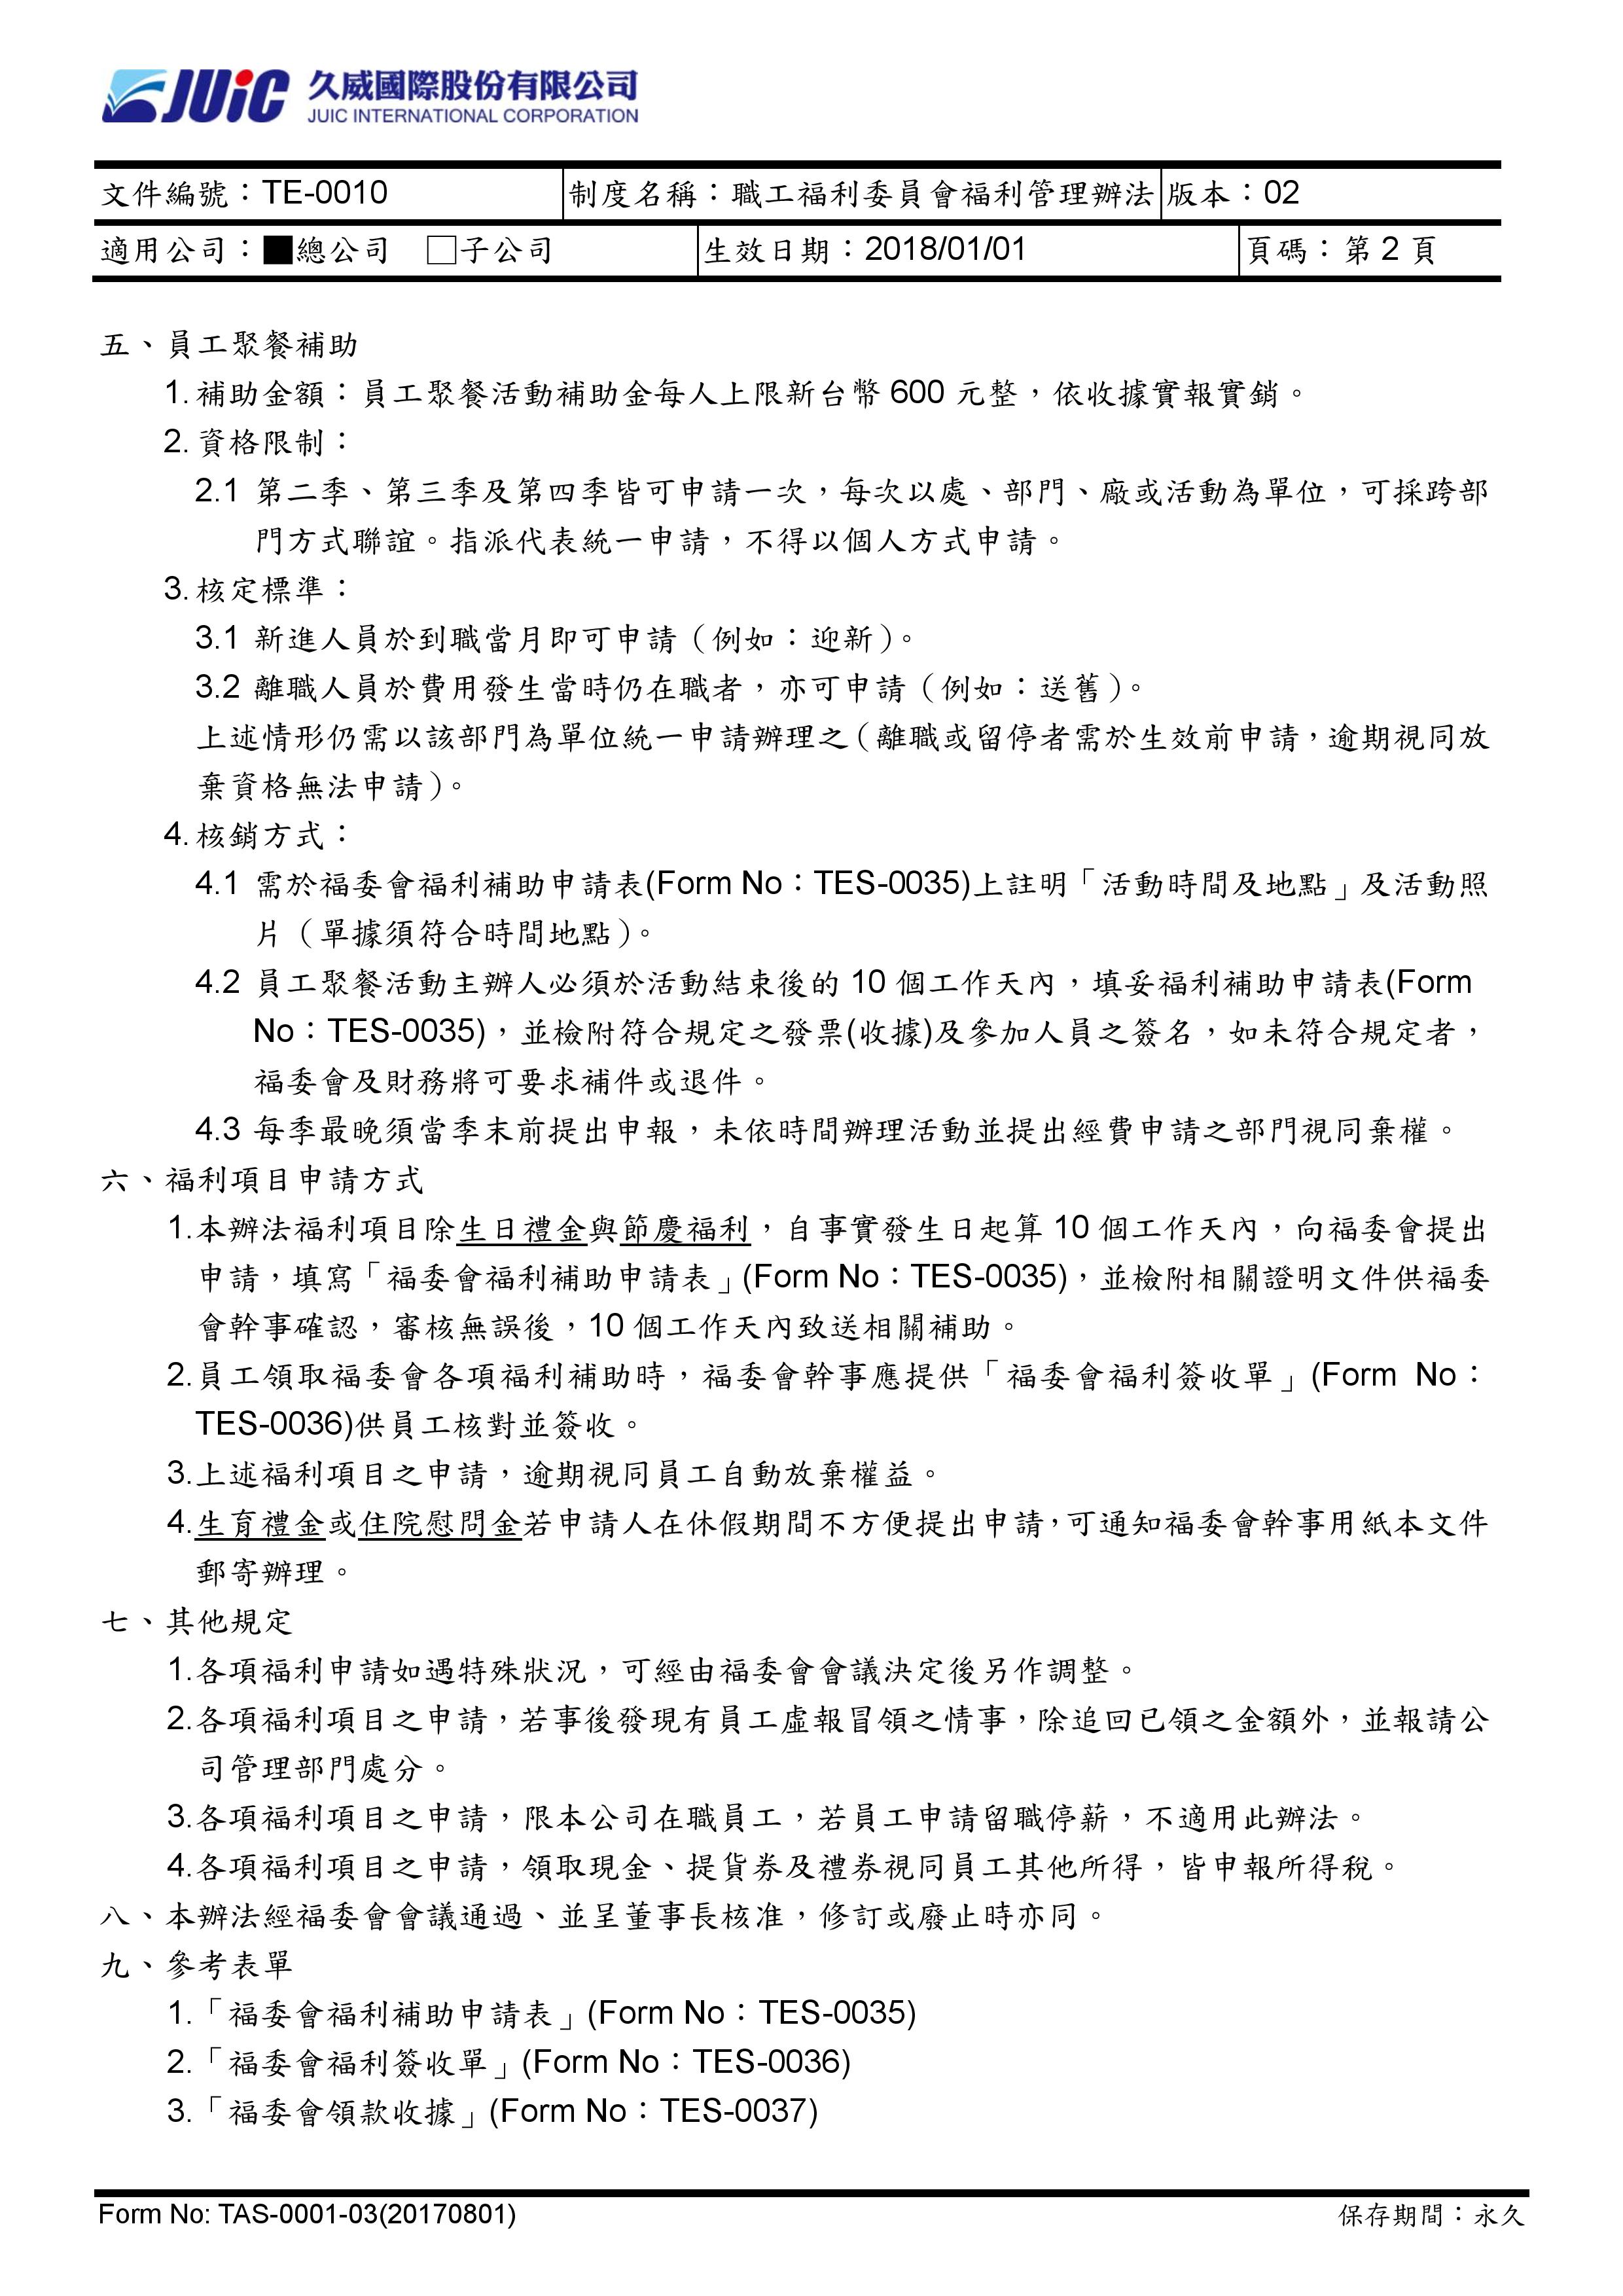 JUiC 久威國際股份有限公司
JUIC INTERNATIONAL CORPORATION
文件編號：TE-0010 制度名稱：職工福利委員會福利管理辦法 版本：02
適用公司：■總公司 □子公司 生效日期：2018/01/01 頁碼：第 2 頁
五、員工聚餐補助
1. 補助金額：員工聚餐活動補助金每人上限新台幣 600 元整，依收據實報實銷。
2. 資格限制：
2.1 第二季、第三季及第四季皆可申請一次，每次以處、部門、廠或活動為單位，可採跨部
門方式聯誼。指派代表統一申請，不得以個人方式申請。
3. 核定標準：
3.1 新進人員於到職當月即可申請（例如：迎新）。
3.2 離職人員於費用發生當時仍在職者，亦可申請（例如：送舊）。
上述情形仍需以該部門為單位統一申請辦理之（離職或留停者需於生效前申請，逾期視同放
棄資格無法申請）。
4. 核銷方式：
4.1 需於福委會福利補助申請表(Form No：TES-0035)上註明「活動時間及地點」及活動照
片（單據須符合時間地點）。
4.2 員工聚餐活動主辦人必須於活動結束後的 10 個工作天內，填妥福利補助申請表(Form
No：TES-0035)，並檢附符合規定之發票(收據)及參加人員之簽名，如未符合規定者，
福委會及財務將可要求補件或退件。
4.3 每季最晚須當季末前提出申報，未依時間辦理活動並提出經費申請之部門視同棄權。
六、福利項目申請方式
1.本辦法福利項目除生日禮金與節慶福利，自事實發生日起算 10 個工作天內，向福委會提出
申請，填寫「福委會福利補助申請表」(Form No：TES-0035)，並檢附相關證明文件供福委
會幹事確認，審核無誤後，10 個工作天內致送相關補助。
2.員工領取福委會各項福利補助時，福委會幹事應提供「福委會福利簽收單」(Form No：
TES-0036)供員工核對並簽收。
3.上述福利項目之申請，逾期視同員工自動放棄權益。
4.生育禮金或住院慰問金若申請人在休假期間不方便提出申請，可通知福委會幹事用紙本文件
郵寄辦理。
七、其他規定
1.各項福利申請如遇特殊狀況，可經由福委會會議決定後另作調整。
2.各項福利項目之申請，若事後發現有員工虛報冒領之情事，除追回已領之金額外，並報請公
司管理部門處分。
3.各項福利項目之申請，限本公司在職員工，若員工申請留職停薪，不適用此辦法。
4.各項福利項目之申請，領取現金、提貨券及禮券視同員工其他所得，皆申報所得稅。
八、本辦法經福委會會議通過、並呈董事長核准，修訂或廢止時亦同。
九、參考表單
1.「福委會福利補助申請表」(Form No：TES-0035)
2.「福委會福利簽收單」(Form No：TES-0036)
3.「福委會領款收據」(Form No：TES-0037)
Form No: TAS-0001-03(20170801) 保存期間：永久